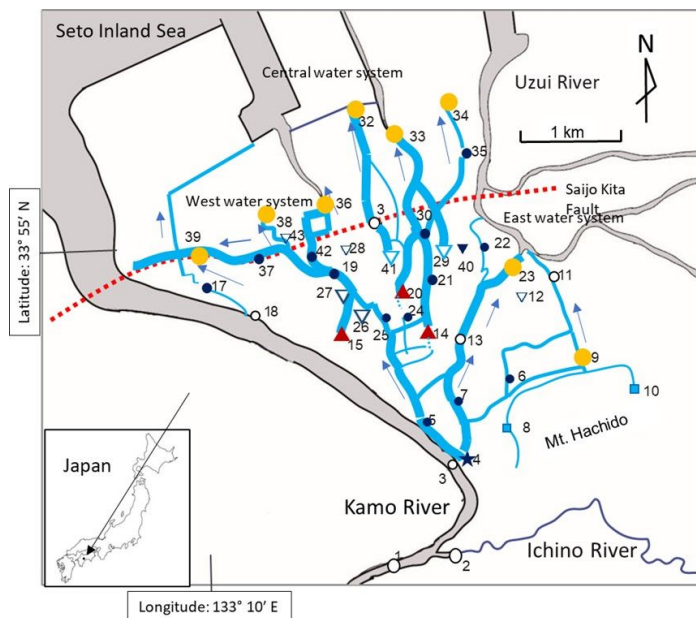 Seto Inland Sea
Central water system
Uzui River
N
1 km
32
33
34
35
West water system
36
3
Saijo Kita
Fault
East water system
38
43
30
39
42
28
41
29
40
22
37
19
23
11
17
27
20
21
12
18
26
25
24
14
15
13
9
6
10
7
5
8
Mt. Hachido
4
3
Kamo River
Ichino River
1
2
Japan
Latitude: 33° 55′ N
Longitude: 133° 10′ E